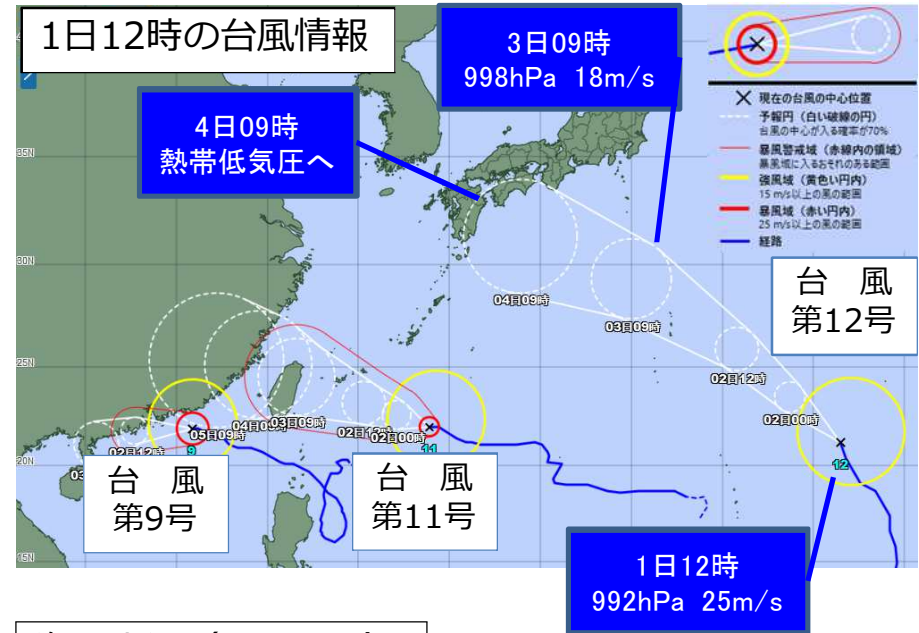 1日12時の台風情報
3日09時
998hPa 18m/s
4日09時
熱帯低気圧へ
現在の台風の中心位置
予報円（白い破線の円）
台風の中心が入る確率が70%
暴風警戒域（赤線内の領域）
暴風域に入るおそれのある範囲
強風域（黄色い円内）
15 m/s以上の風の範囲
暴風域（赤い円内）
25 m/s以上の風の範囲
経路
35N
30N
25N
20N
15N
台 風
第12号
04日09時
03日09時
02日12時
02日00時
12
02日12時
02日00時
03日09時
05日09時
02日12時
9
11
台 風
第9号
台 風
第11号
1日12時
992hPa 25m/s